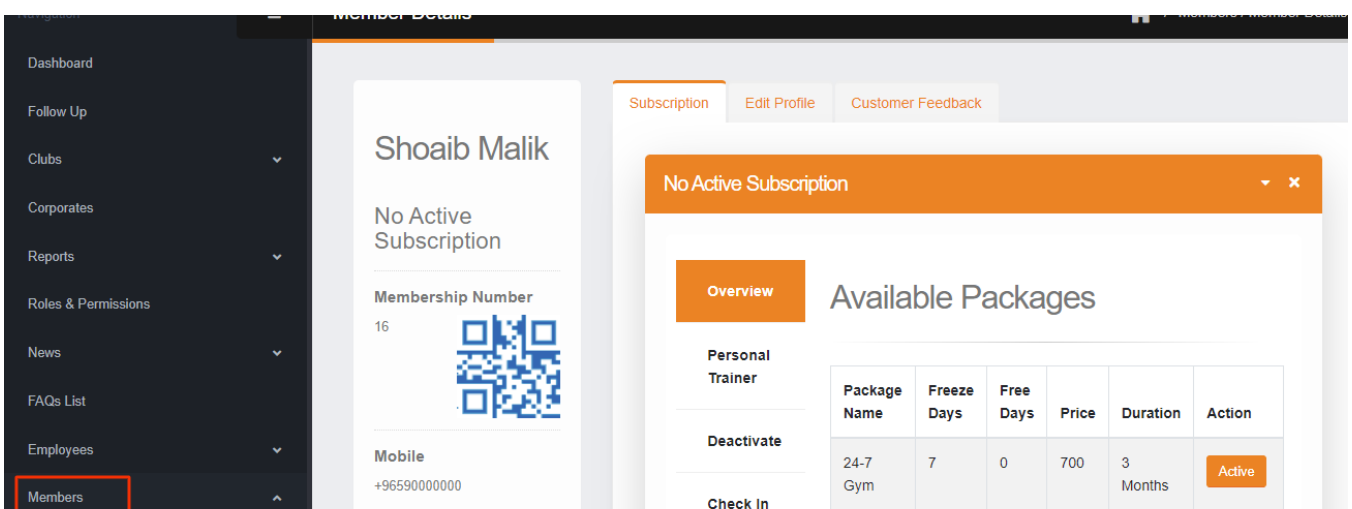 Navigation
Member Details
Members / Member Details
Dashboard
Follow Up
Clubs
Corporates
Reports
Roles & Permissions
News
FAQs List
Employees
Members
Shoaib Malik
No Active
Subscription
Membership Number
16
Mobile
+96590000000
Subscription
Edit Profile
Customer Feedback
No Active Subscription
Overview
Personal
Trainer
Deactivate
Check In
Available Packages
Package Name
Freeze Days
Free Days
Price
Duration
Action
24-7 Gym
7
0
700
3 Months
Active